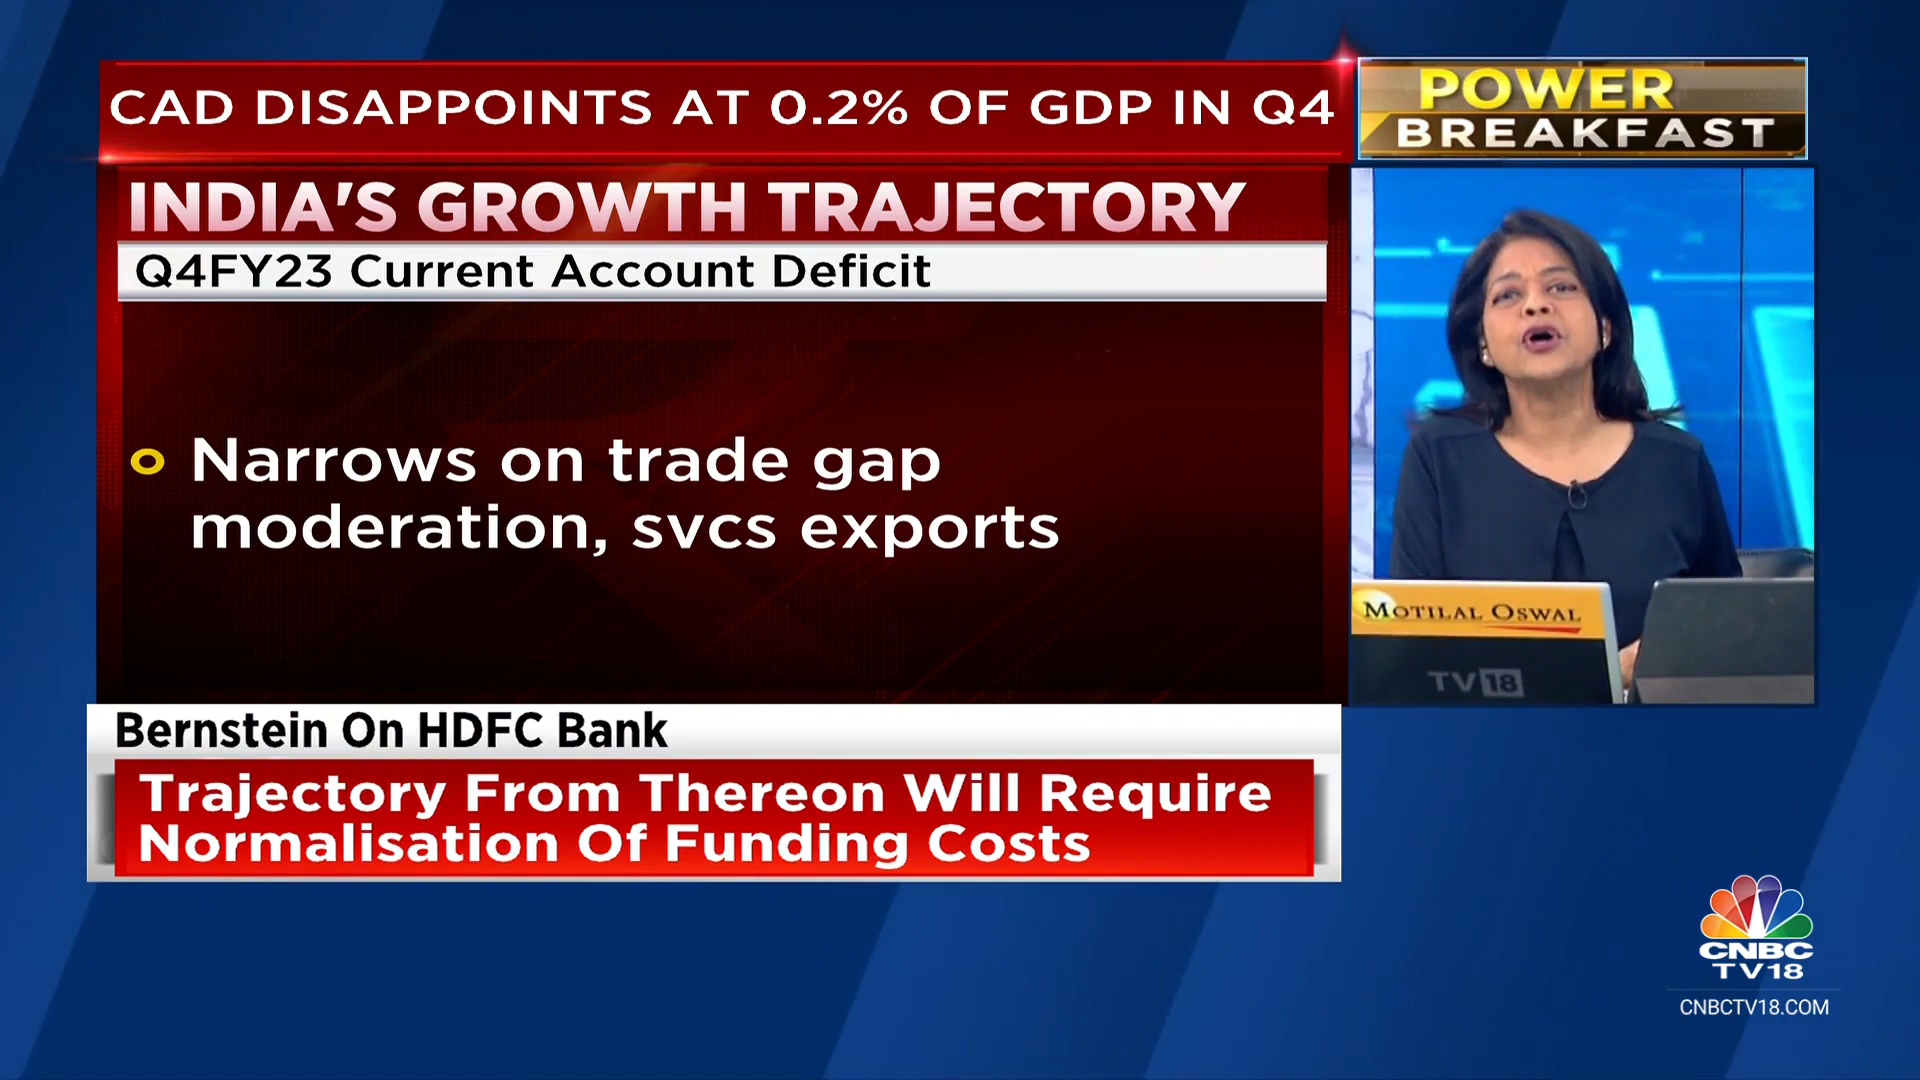 CAD DISAPPOINTS AT 0.2% OF GDP IN Q4
POWER
BREAKFAST
INDIA'S GROWTH TRAJECTORY
Q4FY23 Current Account Deficit
Narrows on trade gap
moderation, svcs exports
MOTILAL OSWAL
TV18
Bernstein On HDFC Bank
Trajectory From Thereon Will Require
Normalisation Of Funding Costs
CNBC
TV18
CNBCTV18.COM